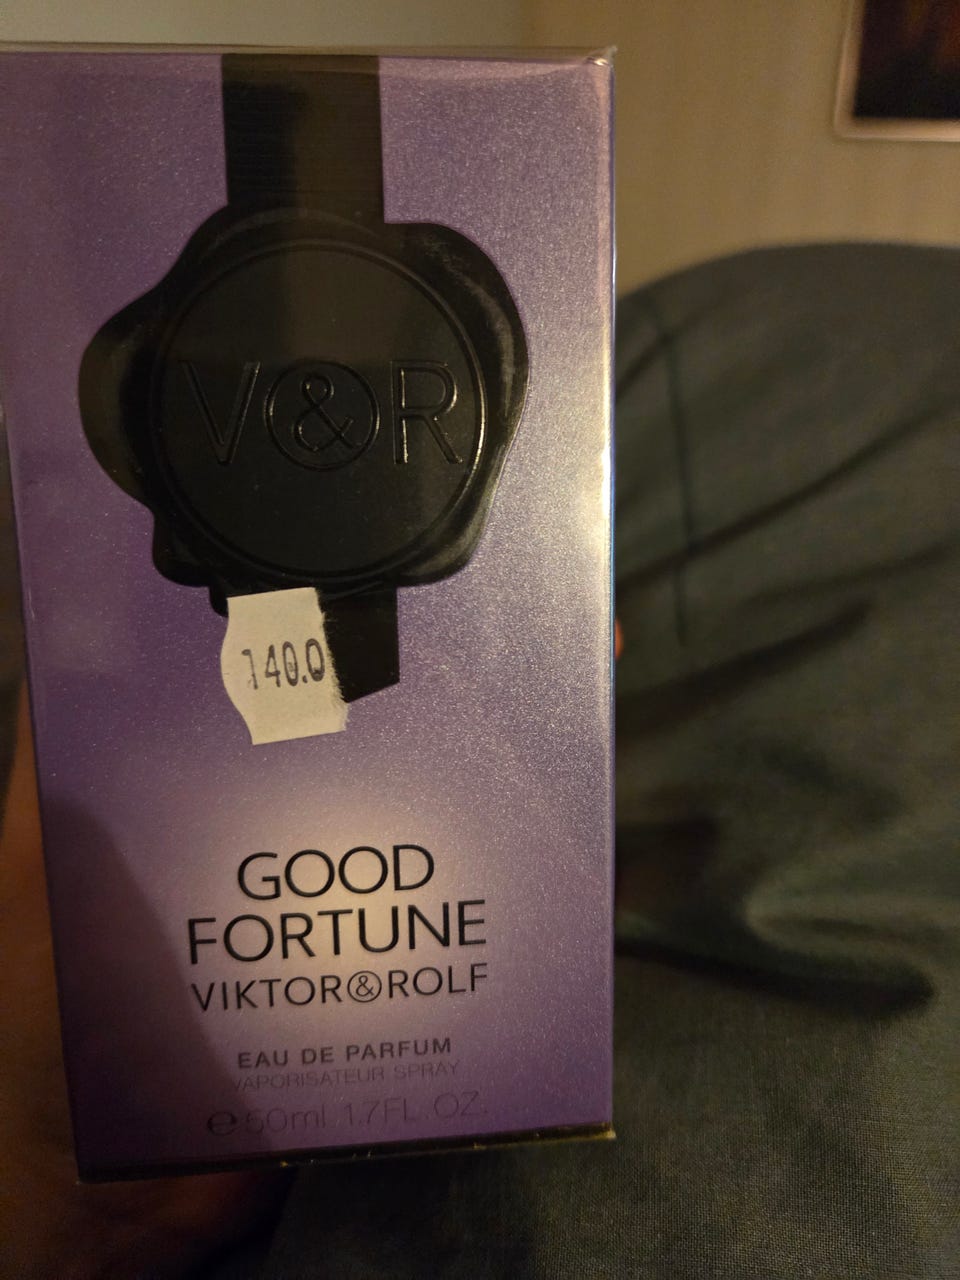 V&R
140.0
GOOD
FORTUNE
VIKTOR&ROLF
EAU DE PARFUM
VAPORISATEUR SPRAY
℮ 50ml 1.7FL. OZ.